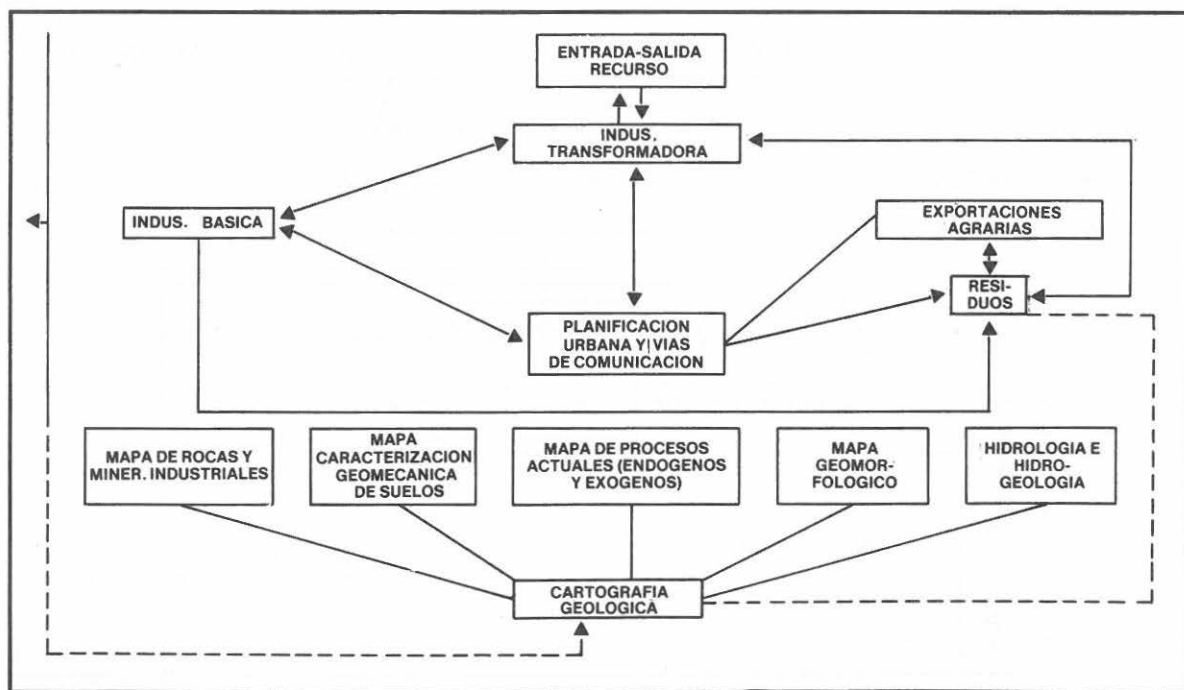 ENTRADA-SALIDA
RECURSO
INDUS.
TRANSFORMADORA
INDUS. BASICA
EXPORTACIONES
AGRARIAS
RESI-
DUOS
PLANIFICACION
URBANA Y VIAS
DE COMUNICACION
MAPA DE ROCAS Y
MINER. INDUSTRIALES
MAPA
CARACTERIZACION
GEOMECANICA
DE SUELOS
MAPA DE PROCESOS
ACTUALES (ENDOGENOS
Y EXOGENOS)
MAPA
GEOMOR-
FOLOGICO
HIDROLOGIA E
HIDRO-
GEOLOGIA
CARTOGRAFIA
GEOLOGICA